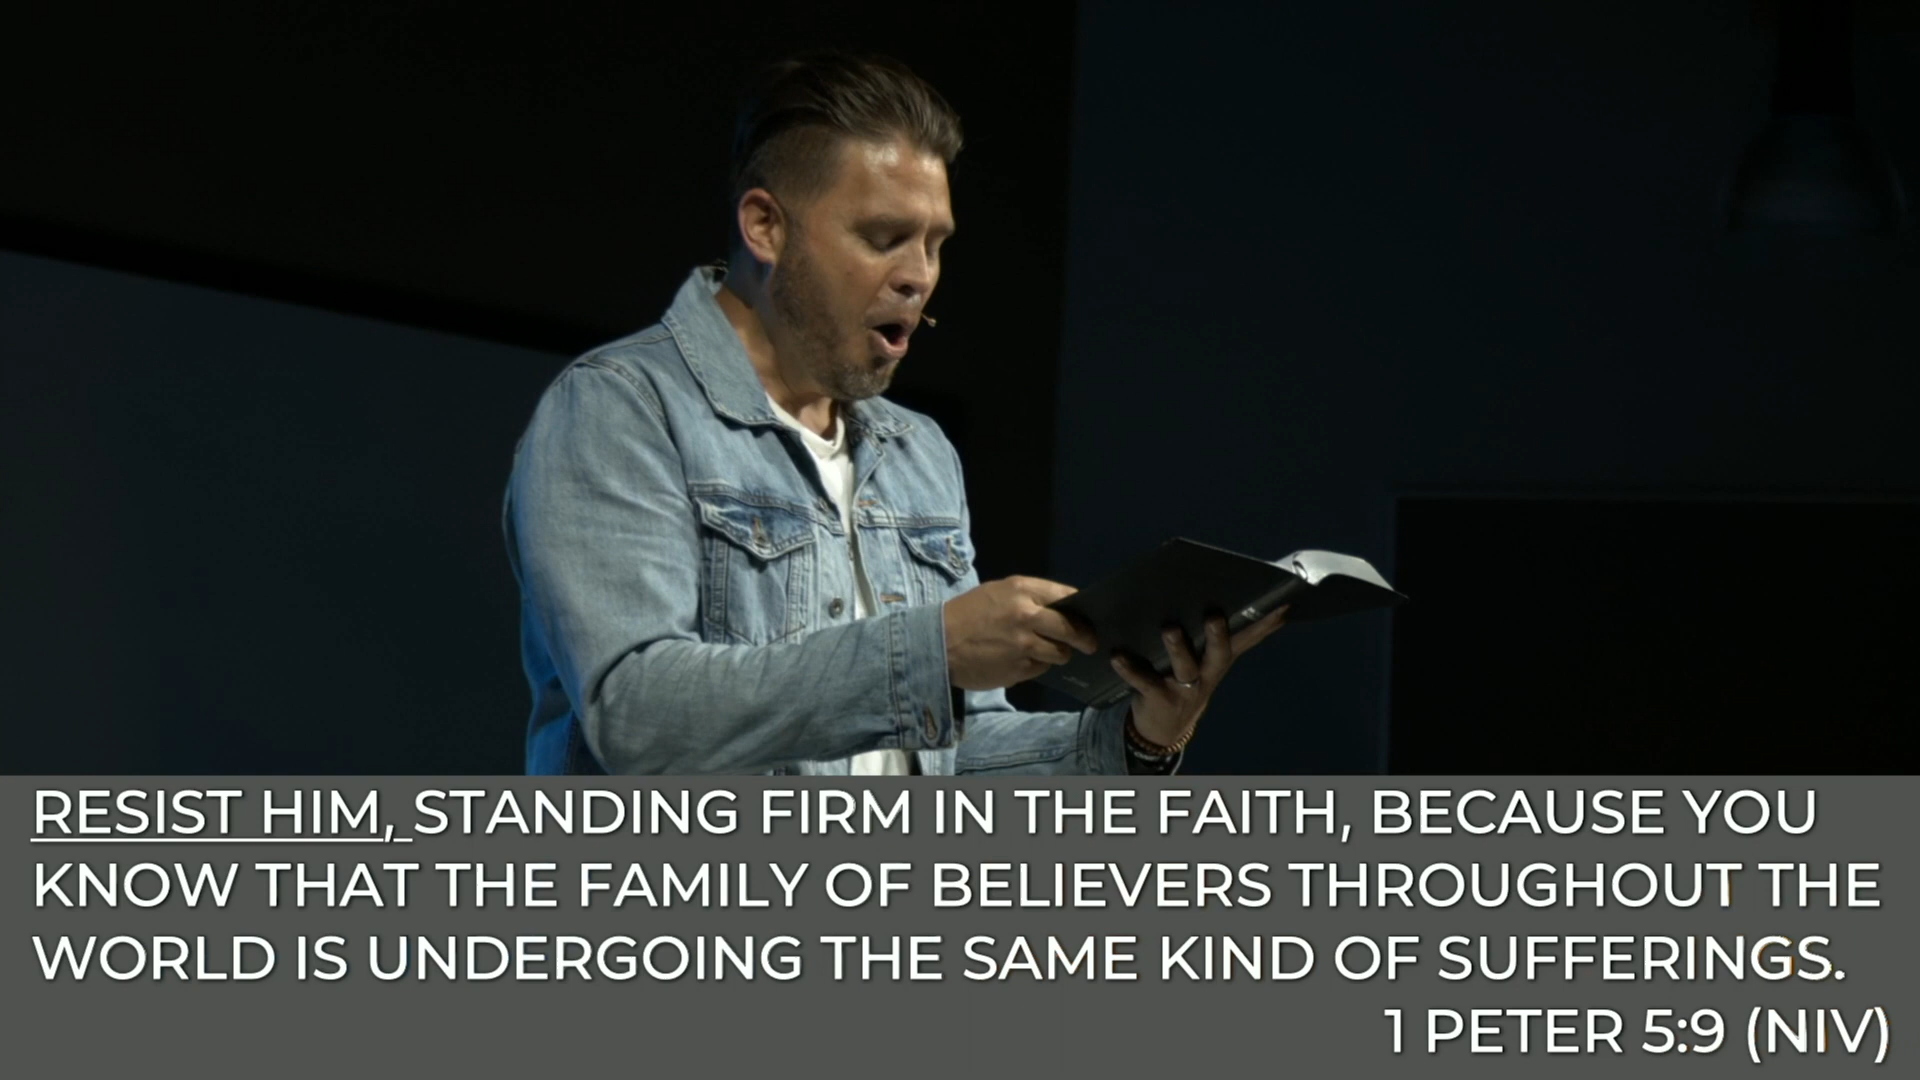 RESIST HIM, STANDING FIRM IN THE FAITH, BECAUSE YOU
KNOW THAT THE FAMILY OF BELIEVERS THROUGHOUT THE
WORLD IS UNDERGOING THE SAME KIND OF SUFFERINGS.
1 PETER 5:9 (NIV)